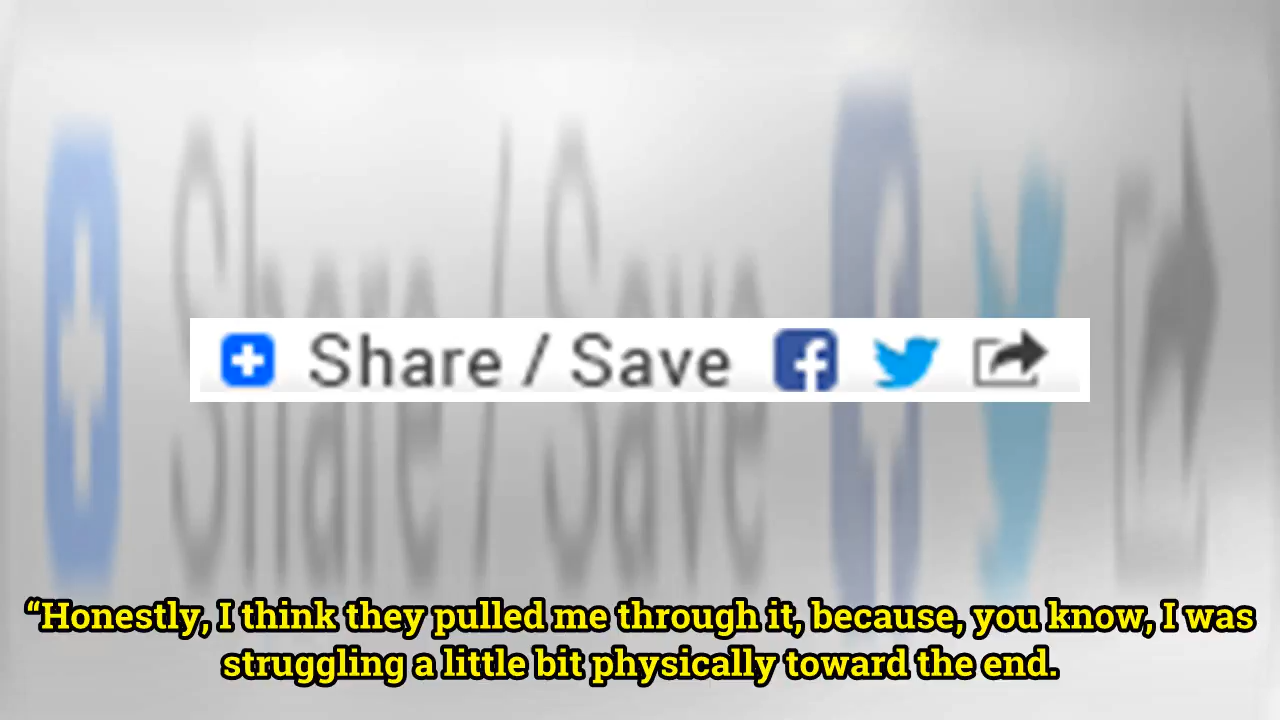 Share / Save
“Honestly, I think they pulled me through it, because, you know, I was
struggling a little bit physically toward the end.